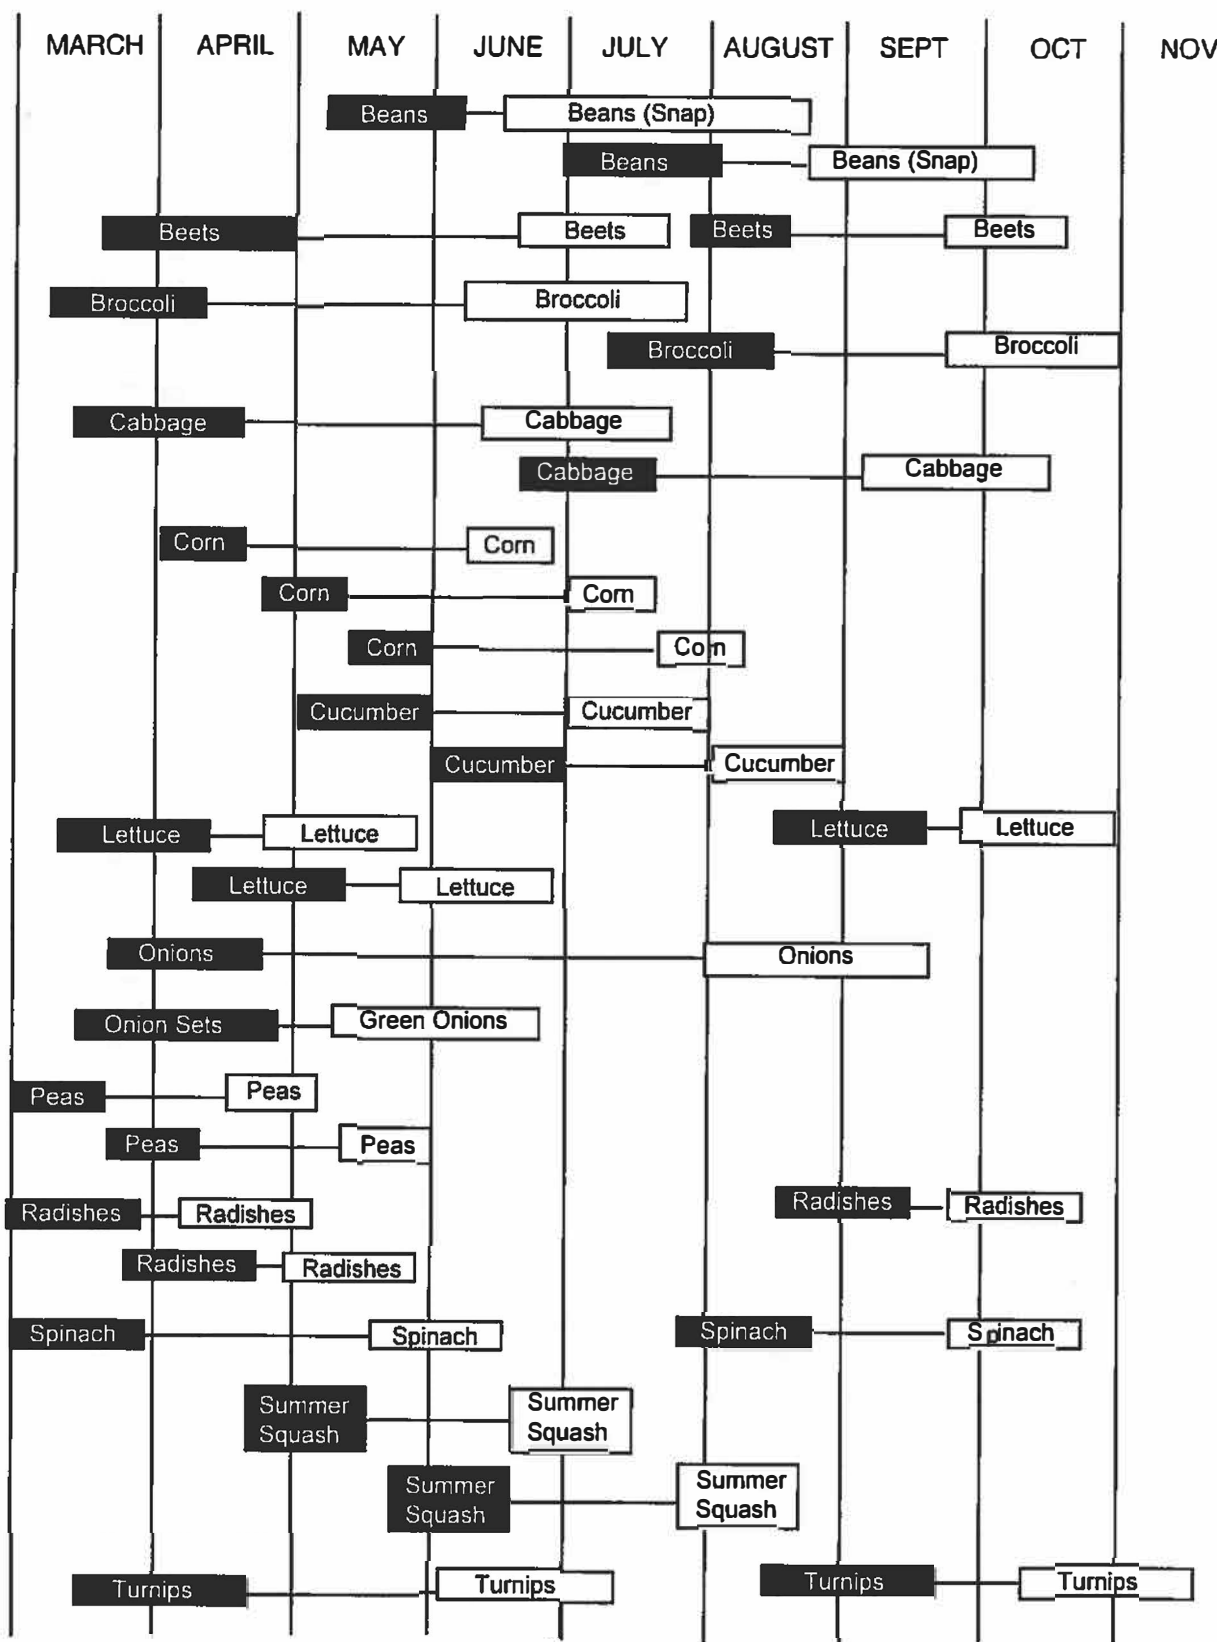 MARCH APRIL MAY JUNE JULY AUGUST SEPT OCT NOV
Beans Beans (Snap)
Beans Beans (Snap)
Beets Beets Beets Beets
Broccoli Broccoli
Broccoli Broccoli
Cabbage Cabbage
Cabbage Cabbage
Corn Corn
Corn Corn
Corn Corn
Cucumber Cucumber
Cucumber Cucumber
Lettuce Lettuce Lettuce Lettuce
Lettuce Lettuce
Onions Onions
Onion Sets Green Onions
Peas Peas
Peas Peas
Radishes Radishes Radishes Radishes
Radishes Radishes
Spinach Spinach Spinach Spinach
Summer Summer
Squash Squash
Summer Summer
Squash Squash
Turnips Turnips Turnips Turnips